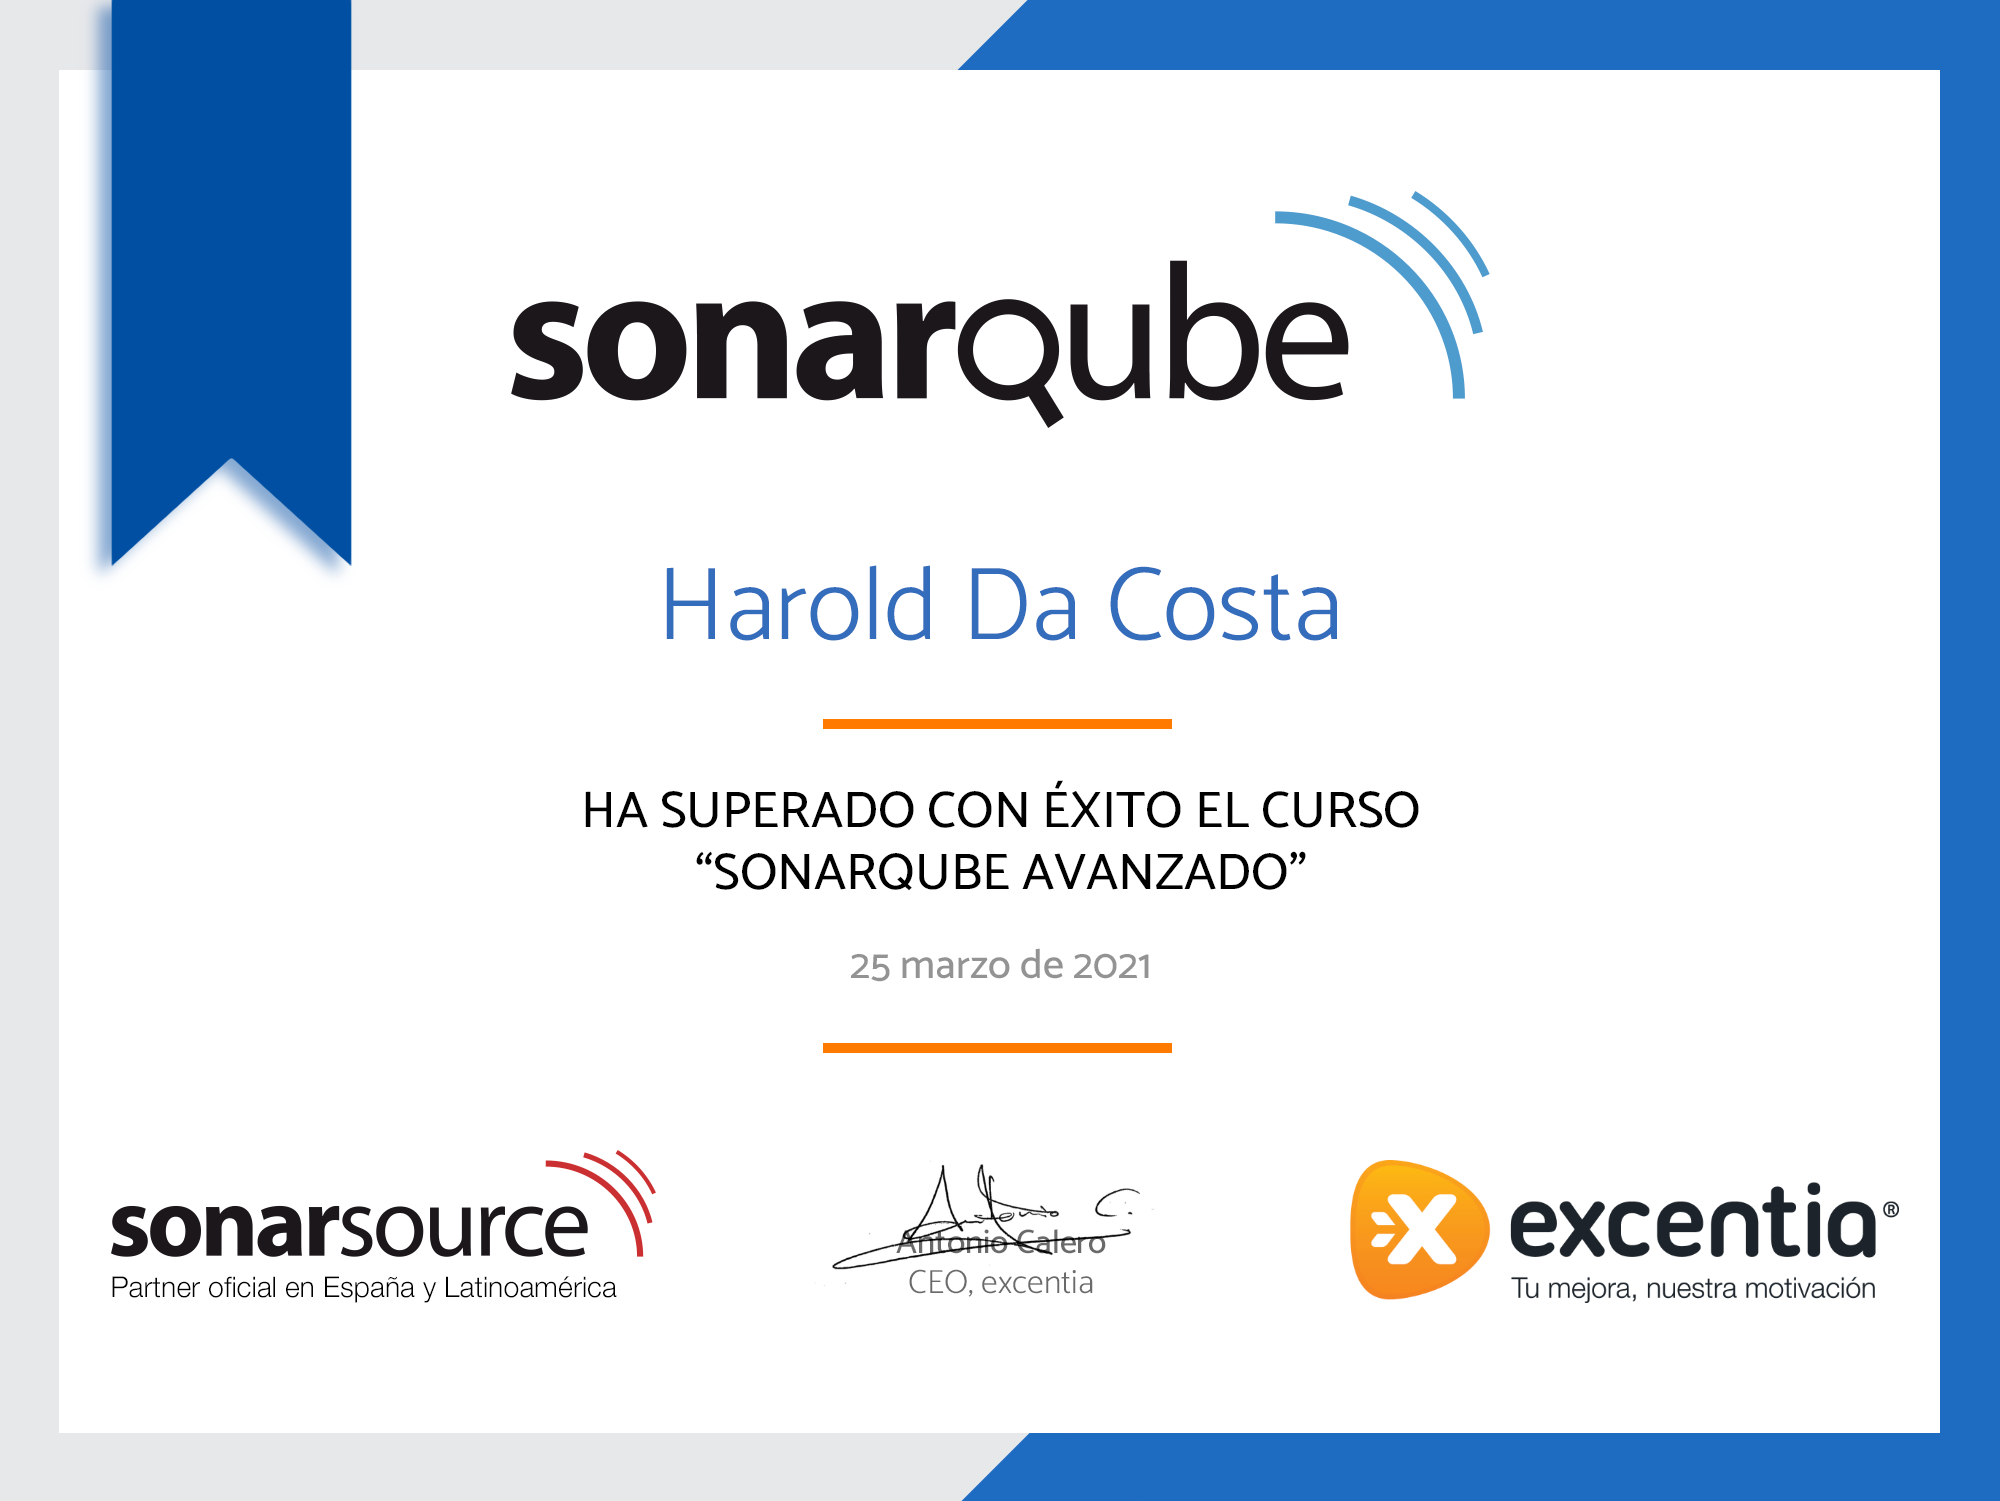 sonarqube
Harold Da Costa
HA SUPERADO CON ÉXITO EL CURSO
“SONARQUBE AVANZADO”
25 marzo de 2021
sonarsource
Partner oficial en España y Latinoamérica
Antonio C.
Antonio Calero
CEO, excentia
excentia®
Tu mejora, nuestra motivación